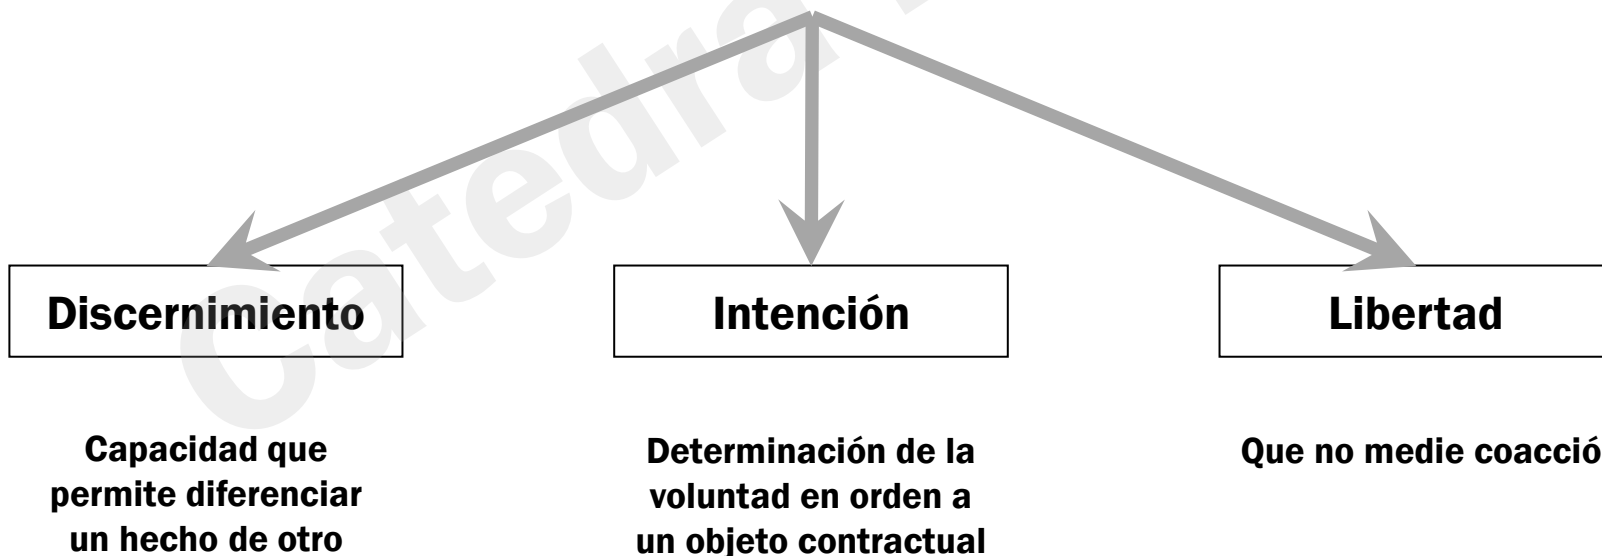 Catedra
Discernimiento
Intención
Libertad
Capacidad que
permite diferenciar
un hecho de otro
Determinación de la
voluntad en orden a
un objeto contractual
Que no medie